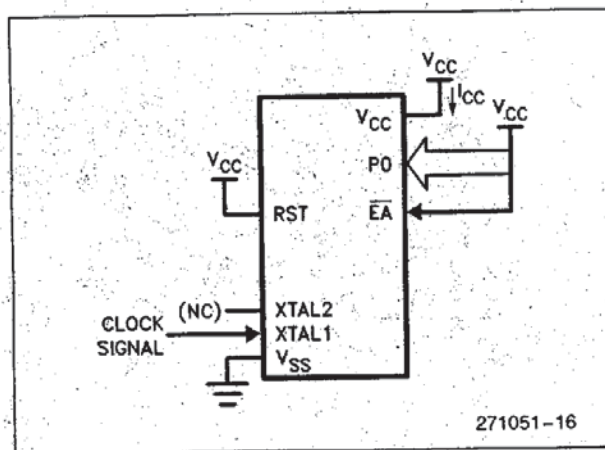 VCC
ICC
VCC
VCC
P0
VCC
RST
EA
(NC)
XTAL2
CLOCK
SIGNAL
XTAL1
VSS
271051-16